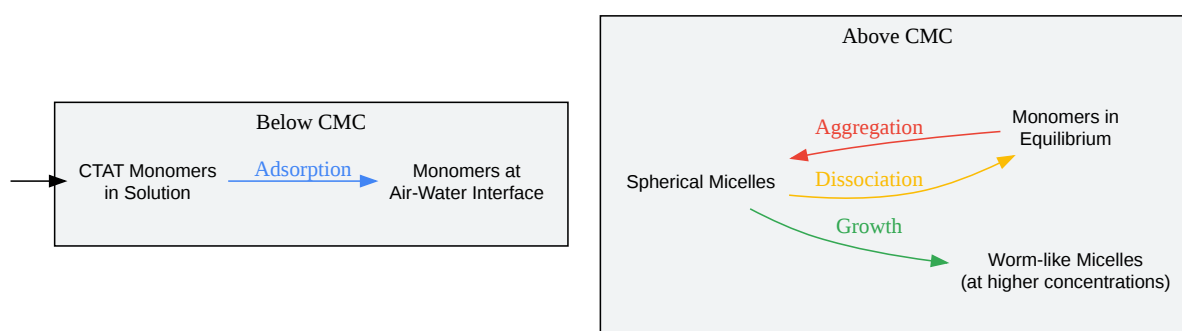 Below CMC
CTAT Monomers
in Solution
Adsorption
Monomers at
Air-Water Interface
Above CMC
Spherical Micelles
Aggregation
Dissociation
Growth
Monomers in
Equilibrium
Worm-like Micelles
(at higher concentrations)